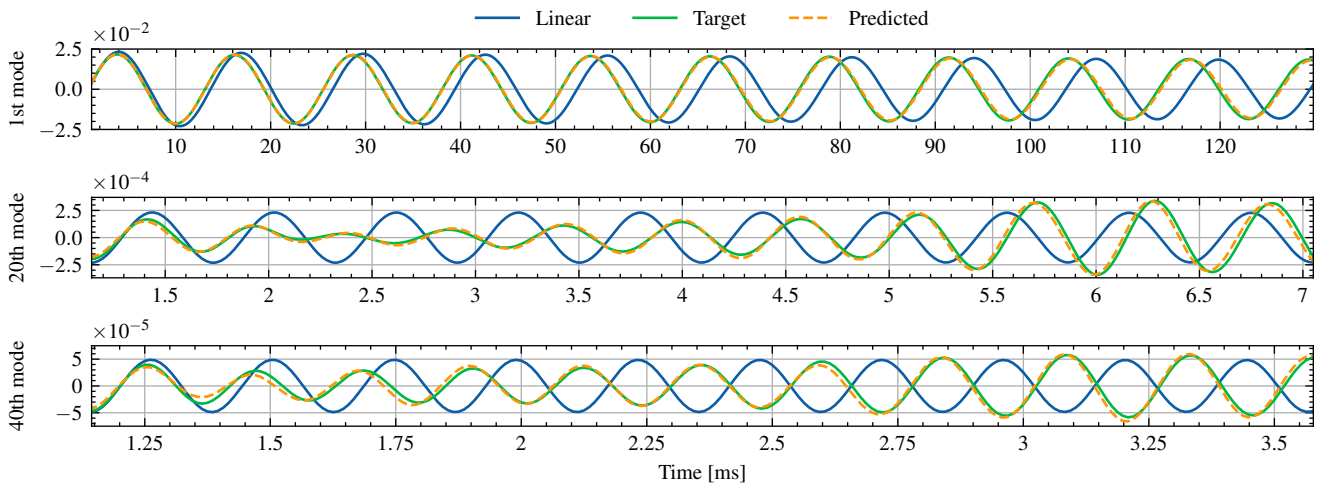 Linear Target Predicted
×10⁻²
1st mode
2.5
0.0
−2.5
10 20 30 40 50 60 70 80 90 100 110 120
×10⁻⁴
20th mode
2.5
0.0
−2.5
1.5 2 2.5 3 3.5 4 4.5 5 5.5 6 6.5 7
×10⁻⁵
40th mode
5
0
−5
1.25 1.5 1.75 2 2.25 2.5 2.75 3 3.25 3.5
Time [ms]